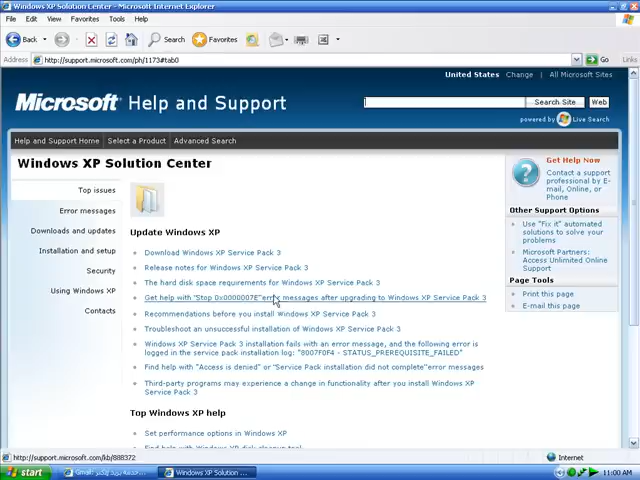 Windows XP Solution Center - Microsoft Internet Explorer
File Edit View Favorites Tools Help
Back Search Favorites
Address http://support.microsoft.com/ph/1173#tab0 Go Links
United States Change | All Microsoft Sites
Microsoft Help and Support
Search Site Web
powered by Live Search
Help and Support Home | Select a Product | Advanced Search
Windows XP Solution Center
Top issues
Error messages
Downloads and updates
Installation and setup
Security
Using Windows XP
Contacts
Update Windows XP
Download Windows XP Service Pack 3
Release notes for Windows XP Service Pack 3
The hard disk space requirements for Windows XP Service Pack 3
Get help with "Stop 0x0000007E" error messages after upgrading to Windows XP Service Pack 3
Recommendations before you install Windows XP Service Pack 3
Troubleshoot an unsuccessful installation of Windows XP Service Pack 3
Windows XP Service Pack 3 installation fails with an error message, and the following error is
logged in the service pack installation log: "8007F0F4 - STATUS_PREREQUISITE_FAILED"
Find help with "Access is denied" or "Service Pack installation did not complete"error messages
Third-party programs may experience a change in functionality after you install Windows XP
Service Pack 3
Top Windows XP help
Set performance options in Windows XP
Find help with Windows XP disk cleanup tool
Get Help Now
Contact a support
professional by E-
mail, Online, or
Phone
Other Support Options
Use "Fix it" automated
solutions to solve your
problems
Microsoft Partners:
Access Unlimited Online
Support
Page Tools
Print this page
E-mail this page
http://support.microsoft.com/kb/888372 Internet
start Gmail: Windows XP Solution ... 11:00 AM